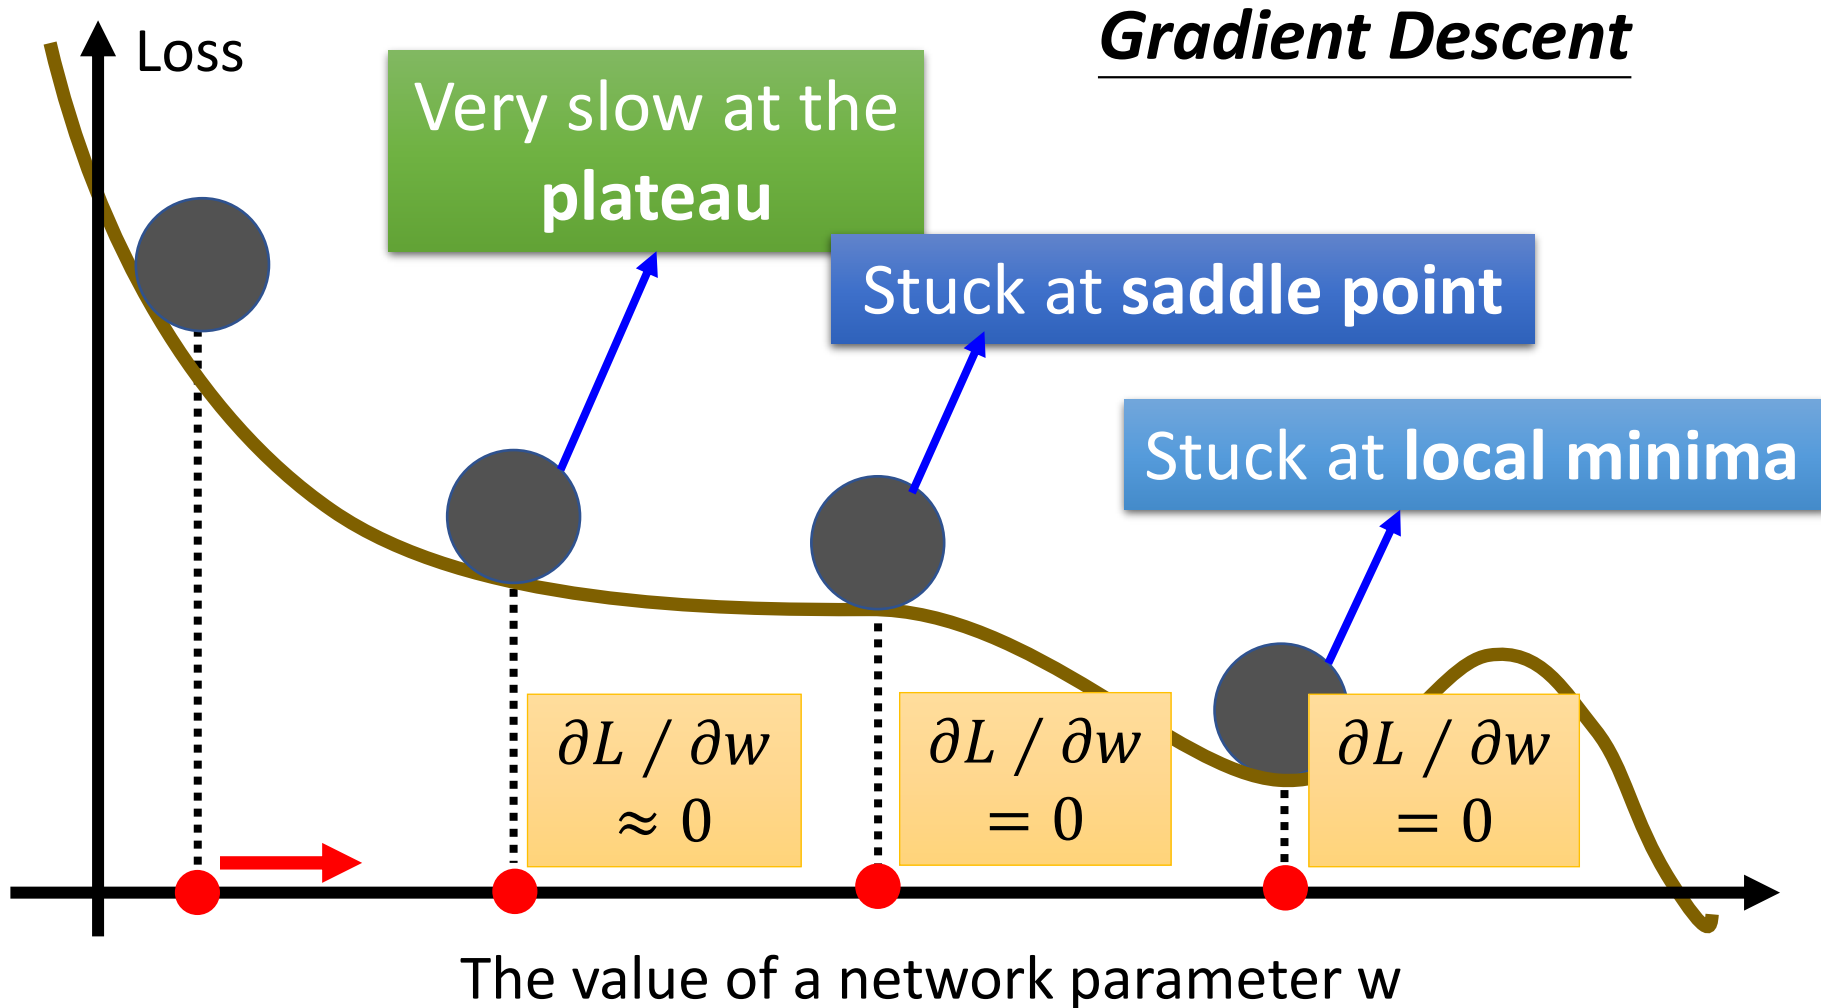 Gradient Descent
Loss
Very slow at the
plateau
Stuck at saddle point
Stuck at local minima
∂L / ∂w
≈ 0
∂L / ∂w
= 0
∂L / ∂w
= 0
The value of a network parameter w